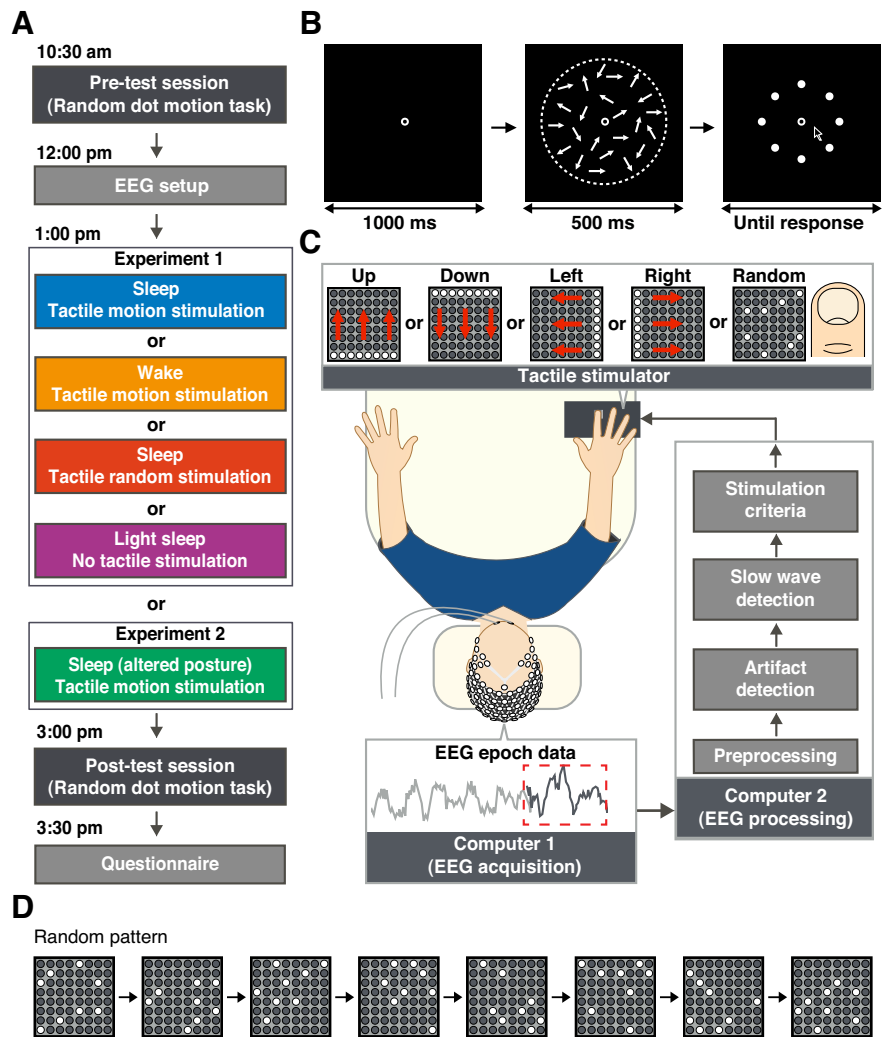 A
10:30 am
Pre-test session
(Random dot motion task)
12:00 pm
EEG setup
1:00 pm
Experiment 1
Sleep
Tactile motion stimulation
or
Wake
Tactile motion stimulation
or
Sleep
Tactile random stimulation
or
Light sleep
No tactile stimulation
or
Experiment 2
Sleep (altered posture)
Tactile motion stimulation
3:00 pm
Post-test session
(Random dot motion task)
3:30 pm
Questionnaire
B
1000 ms
500 ms
Until response
C
Up
or
Down
or
Left
or
Right
or
Random
Tactile stimulator
Stimulation
criteria
Slow wave
detection
Artifact
detection
Preprocessing
Computer 2
(EEG processing)
EEG epoch data
Computer 1
(EEG acquisition)
D
Random pattern